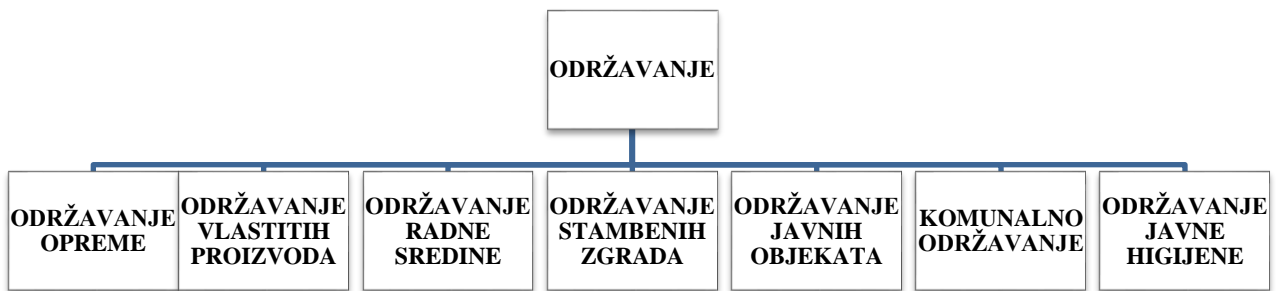 ODRŽAVANJE
ODRŽAVANJE
OPREME
ODRŽAVANJE
VLASTITIH
PROIZVODA
ODRŽAVANJE
RADNE
SREDINE
ODRŽAVANJE
STAMBENIH
ZGRADA
ODRŽAVANJE
JAVNIH
OBJEKATA
KOMUNALNO
ODRŽAVANJE
ODRŽAVANJE
JAVNE
HIGIJENE